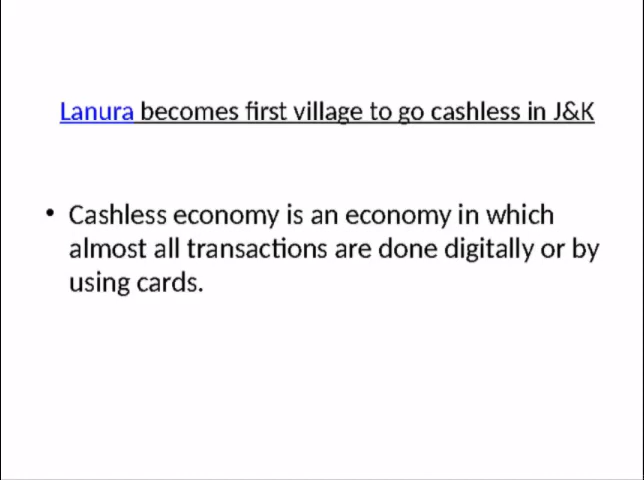 Lanura becomes first village to go cashless in J&K
• Cashless economy is an economy in which
almost all transactions are done digitally or by
using cards.